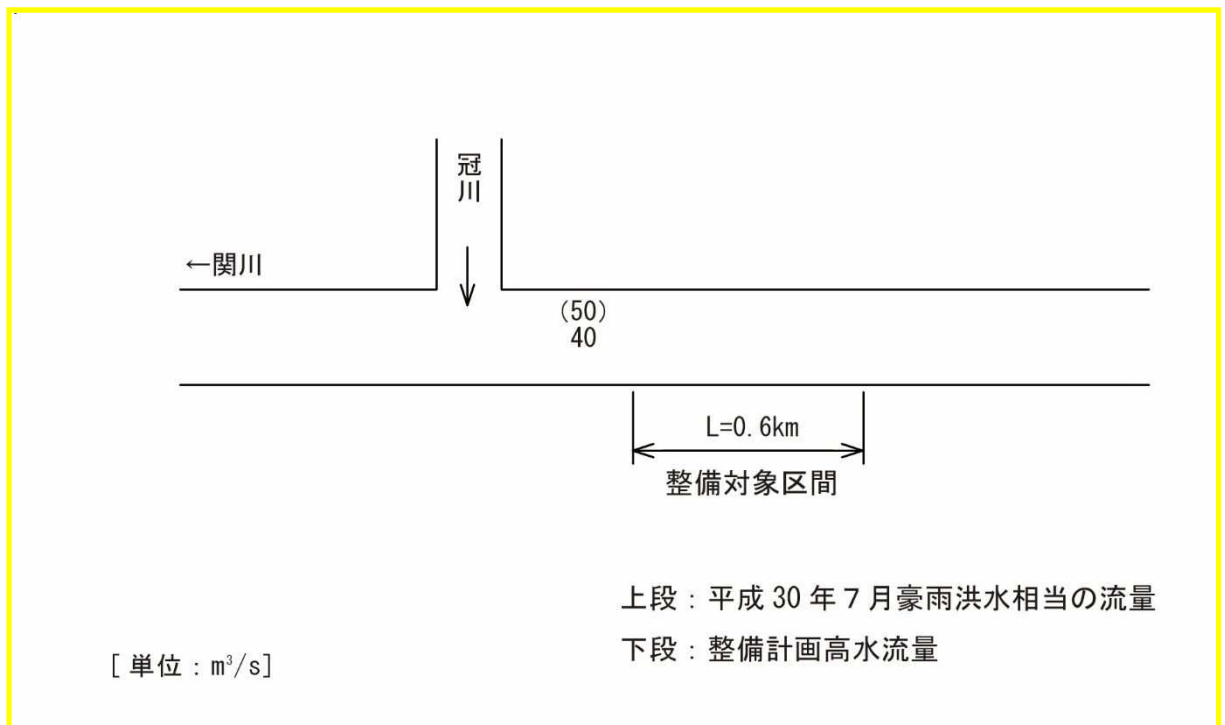 冠川
←関川
(50)
40
L=0.6km
整備対象区間
上段：平成30年７月豪雨洪水相当の流量
下段：整備計画高水流量
[単位：m³/s]